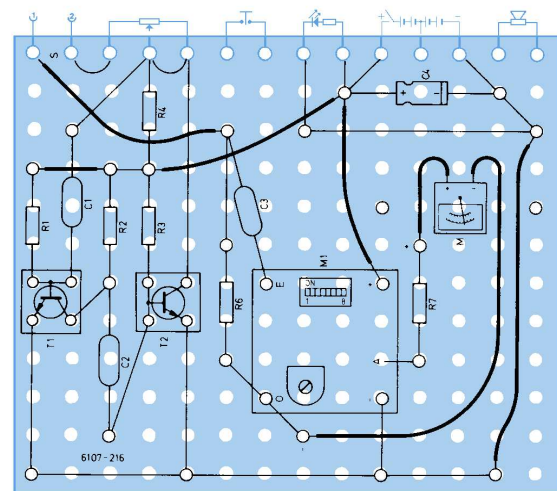 1 2 + -
S
C4
+ -
R4
R1 C1 R2 R3 C3
+ -
M
+
M1
ON
1 8
E +
R6 R7
T1 T2
C2
A
O -
6107-216